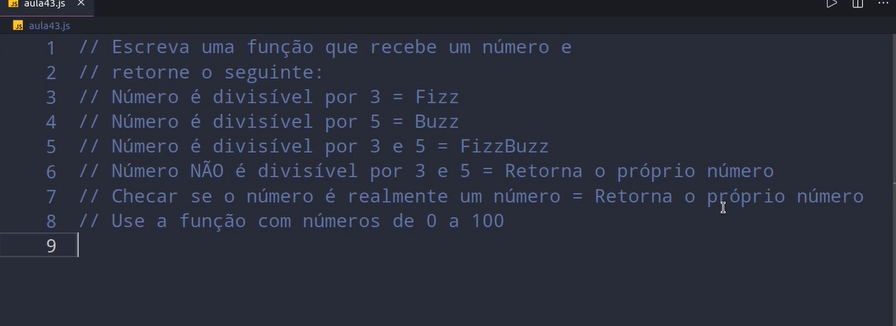 JS aula43.js
JS aula43.js
1 // Escreva uma função que recebe um número e
2 // retorne o seguinte:
3 // Número é divisível por 3 = Fizz
4 // Número é divisível por 5 = Buzz
5 // Número é divisível por 3 e 5 = FizzBuzz
6 // Número NÃO é divisível por 3 e 5 = Retorna o próprio número
7 // Checar se o número é realmente um número = Retorna o próprio número
8 // Use a função com números de 0 a 100
9